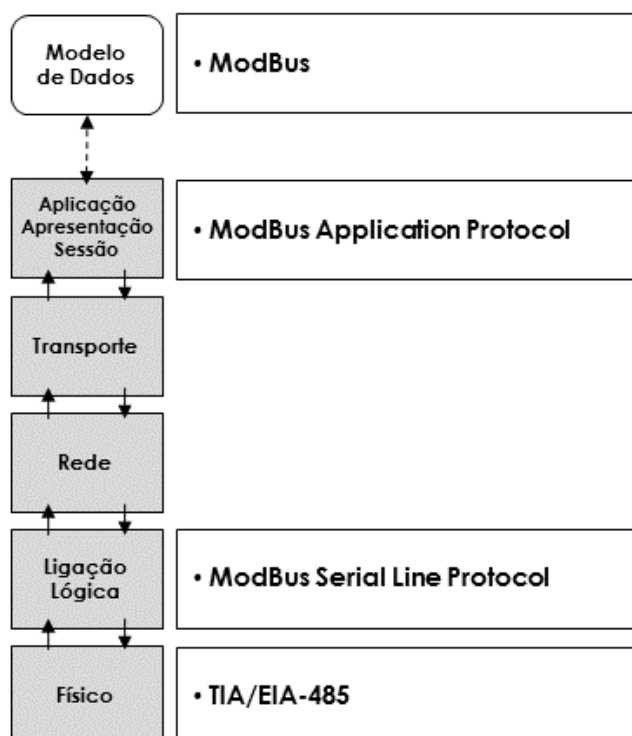 Modelo
de Dados
• ModBus
Aplicação
Apresentação
Sessão
• ModBus Application Protocol
Transporte
Rede
Ligação
Lógica
• ModBus Serial Line Protocol
Físico
• TIA/EIA-485